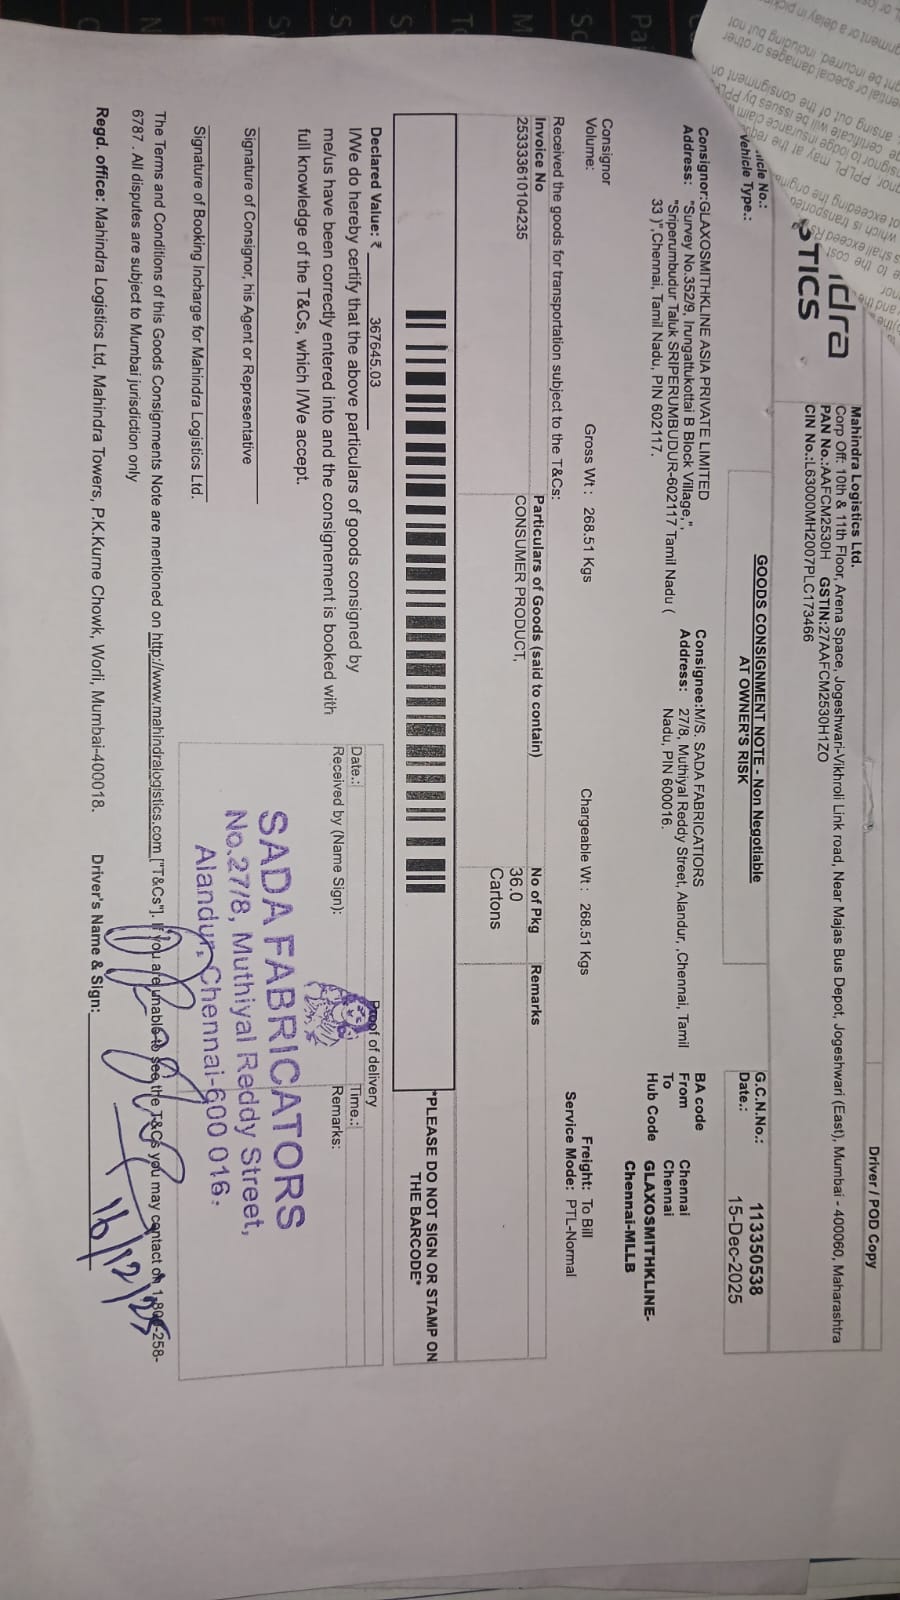 Driver / POD Copy
dra
TICS
Mahindra Logistics Ltd.
Corp Off: 10th & 11th Floor, Arena Space, Jogeshwari-Vikhroli Link road, Near Majas Bus Depot, Jogeshwari (East), Mumbai - 400060, Maharashtra
PAN No.:AAFCM2530H GSTIN:27AAFCM2530H1ZO
CIN No.:L63000MH2007PLC173466
icle No.:
Vehicle Type.:
GOODS CONSIGNMENT NOTE - Non Negotiable
AT OWNER'S RISK
G.C.N.No.: 113350538
Date.: 15-Dec-2025
Consignor:GLAXOSMITHKLINE ASIA PRIVATE LIMITED
Address: "Survey No.352/9, Irungattukottai B Block Village,",
"Sriperumbudur Taluk SRIPERUMBUDUR-602117 Tamil Nadu (
33 )",Chennai, Tamil Nadu, PIN 602117.
Consignee:M/S. SADA FABRICATIORS
Address: 27/8, Muthiyal Reddy Street, Alandur, ,Chennai, Tamil
Nadu, PIN 600016.
BA code
From Chennai
To Chennai
Hub Code GLAXOSMITHKLINE-
Chennai-MLLB
Consignor
Volume:
Gross Wt : 268.51 Kgs
Chargeable Wt : 268.51 Kgs
Freight: To Bill
Service Mode: PTL-Normal
Received the goods for transportation subject to the T&Cs:
Invoice No Particulars of Goods (said to contain) No of Pkg Remarks
253333610104235 CONSUMER PRODUCT, 36.0
Cartons
*PLEASE DO NOT SIGN OR STAMP ON
THE BARCODE*
Declared Value: ₹ 367645.03
I/We do hereby certify that the above particulars of goods consigned by
me/us have been correctly entered into and the consignement is booked with
full knowledge of the T&Cs, which I/We accept.
Signature of Consignor, his Agent or Representative
Signature of Booking Incharge for Mahindra Logistics Ltd.
Proof of delivery
Date.: Time.:
Received by (Name Sign): Remarks:
SADA FABRICATORS
No.27/8, Muthiyal Reddy Street,
Alandur, Chennai-600 016.
The Terms and Conditions of this Goods Consignments Note are mentioned on http://www.mahindralogistics.com ["T&Cs"]. If you are unable to see the T&Cs you may contact on 1-800-258-
6787 . All disputes are subject to Mumbai jurisdiction only
Regd. office: Mahindra Logistics Ltd, Mahindra Towers, P.K.Kurne Chowk, Worli, Mumbai-400018. Driver's Name & Sign:
16/12/25